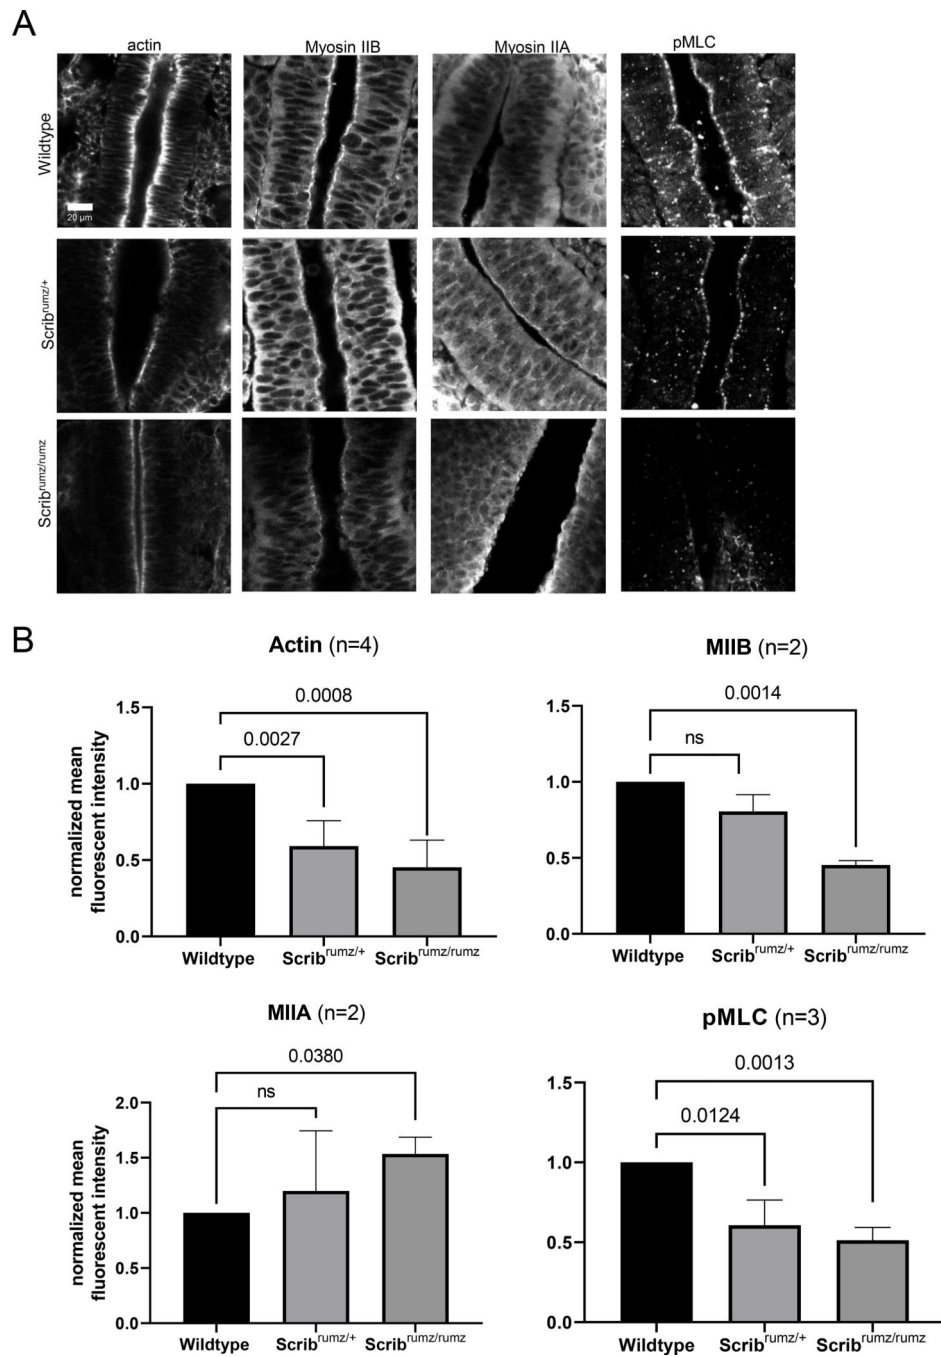 A
actin
Myosin IIB
Myosin IIA
pMLC
Wildtype
20 µm
Scrib^rumz/+
Scrib^rumz/rumz
B
Actin (n=4)
0.0008
0.0027
normalized mean
fluorescent intensity
1.5
1.0
0.5
0.0
Wildtype
Scrib^rumz/+
Scrib^rumz/rumz
MIIB (n=2)
0.0014
ns
1.5
1.0
0.5
0.0
Wildtype
Scrib^rumz/+
Scrib^rumz/rumz
MIIA (n=2)
0.0380
ns
normalized mean
fluorescent intensity
2.0
1.5
1.0
0.5
0.0
Wildtype
Scrib^rumz/+
Scrib^rumz/rumz
pMLC (n=3)
0.0013
0.0124
1.5
1.0
0.5
0.0
Wildtype
Scrib^rumz/+
Scrib^rumz/rumz